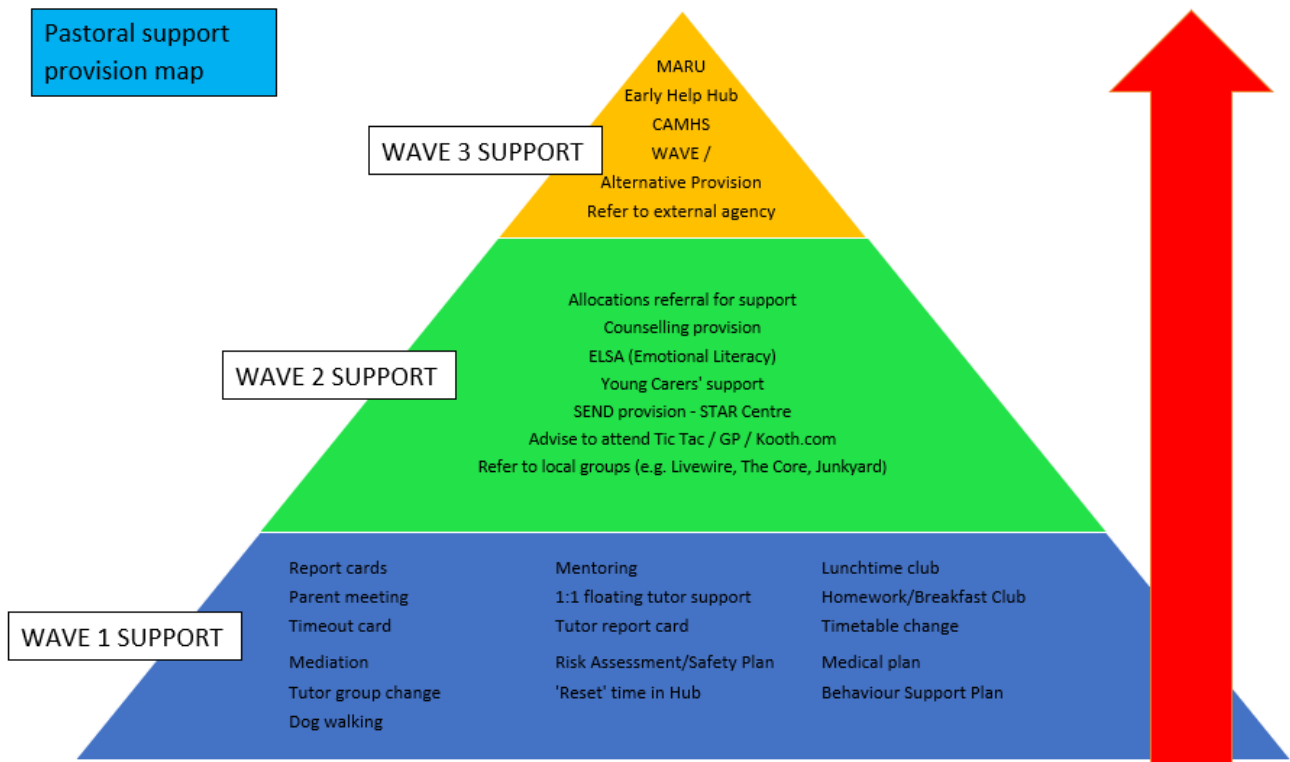 Pastoral support
provision map
MARU
Early Help Hub
CAMHS
WAVE /
Alternative Provision
Refer to external agency
WAVE 3 SUPPORT
Allocations referral for support
Counselling provision
ELSA (Emotional Literacy)
Young Carers' support
SEND provision - STAR Centre
Advise to attend Tic Tac / GP / Kooth.com
Refer to local groups (e.g. Livewire, The Core, Junkyard)
WAVE 2 SUPPORT
WAVE 1 SUPPORT
Report cards
Parent meeting
Timeout card
Mediation
Tutor group change
Dog walking
Mentoring
1:1 floating tutor support
Tutor report card
Risk Assessment/Safety Plan
'Reset' time in Hub
Lunchtime club
Homework/Breakfast Club
Timetable change
Medical plan
Behaviour Support Plan